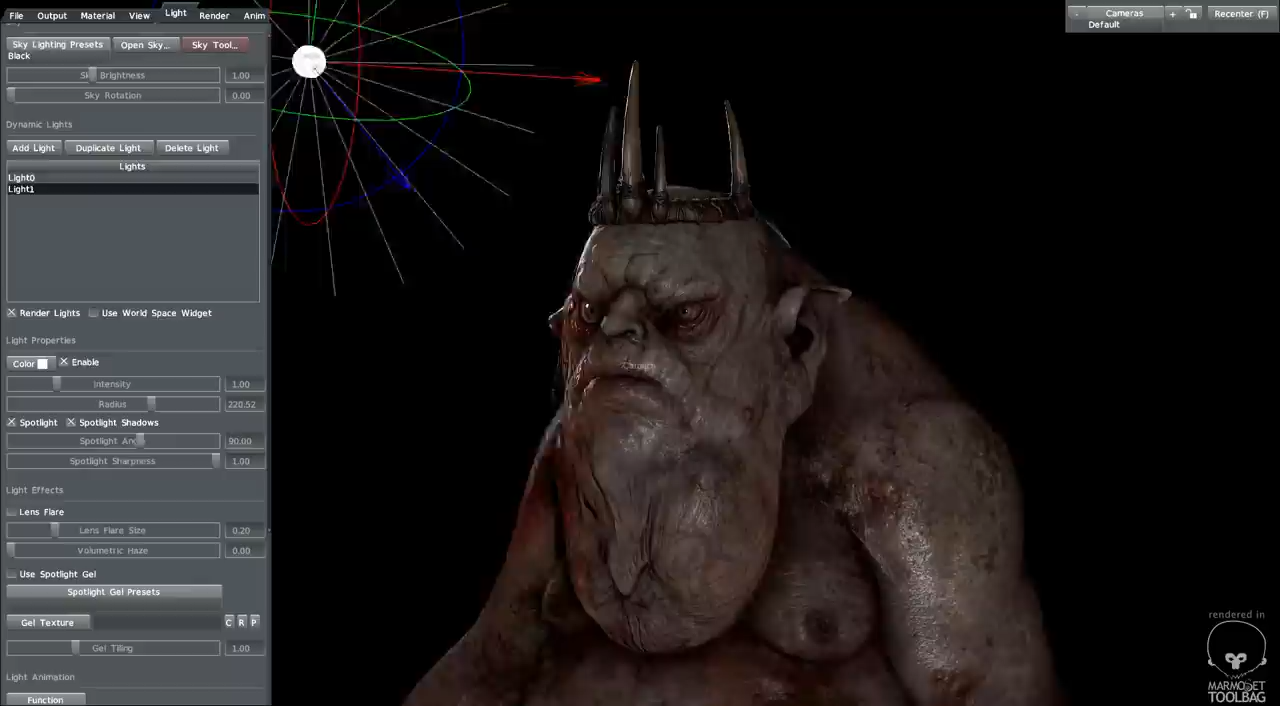 File Output Material View Light Render Anim
Sky Lighting Presets Open Sky... Sky Tool...
Black
Brightness 1.00
Sky Rotation 0.00
Dynamic Lights
Add Light Duplicate Light Delete Light
Lights
Light0
Light1
Render Lights Use World Space Widget
Light Properties
Color Enable
Intensity 1.00
Radius 220.52
Spotlight Spotlight Shadows
Spotlight 90.00
Spotlight Sharpness 1.00
Light Effects
Lens Flare
Lens Flare Size 0.20
Volumetric Haze 0.00
Use Spotlight Gel
Spotlight Gel Presets
Gel Texture C R P
Gel Tiling 1.00
Light Animation
Function
- Cameras + Recenter (F)
Default
rendered in
MARMOSET
TOOLBAG